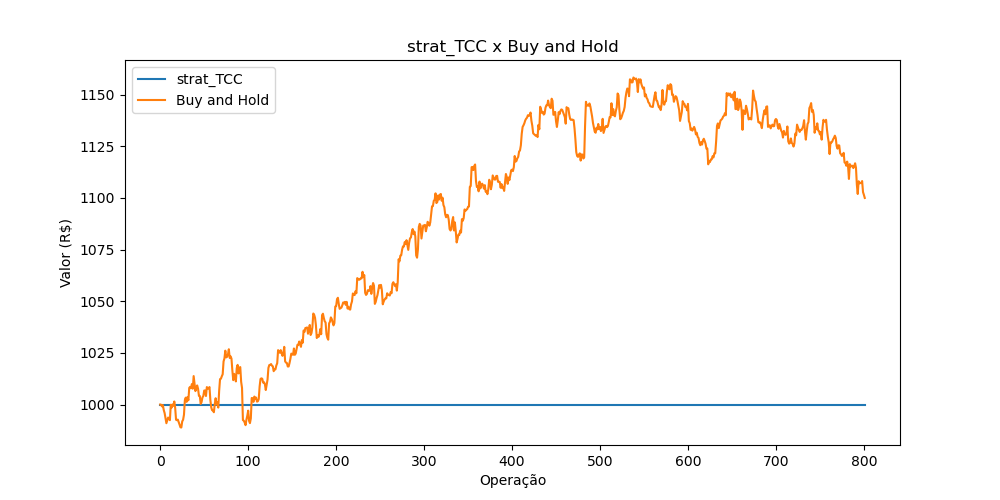 strat_TCC x Buy and Hold
strat_TCC
Buy and Hold
1150
1125
1100
1075
1050
1025
1000
Valor (R$)
0 100 200 300 400 500 600 700 800
Operação